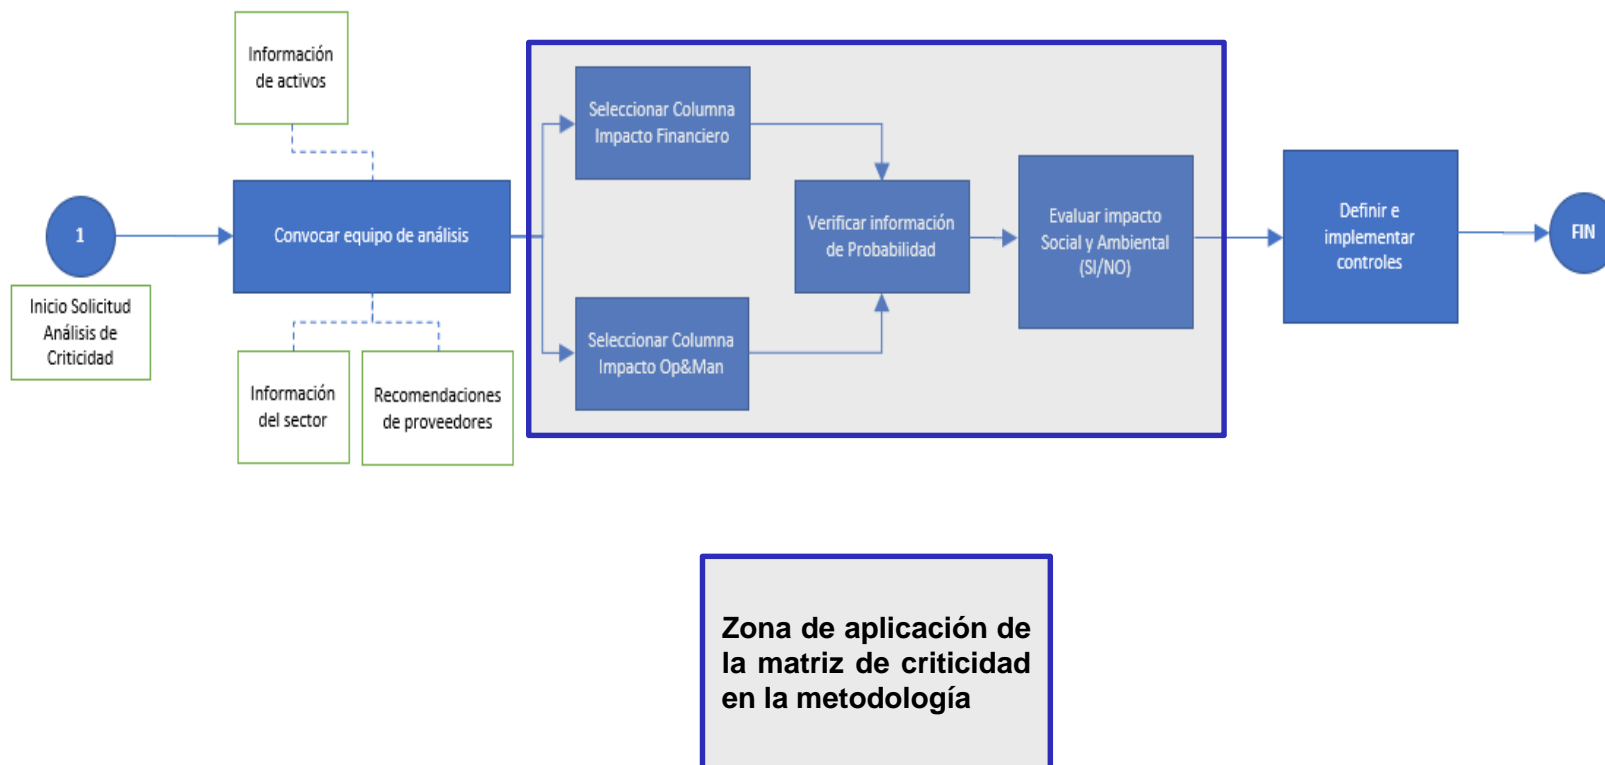 Información
de activos
1
Inicio Solicitud
Análisis de
Criticidad
Convocar equipo de análisis
Información
del sector
Recomendaciones
de proveedores
Seleccionar Columna
Impacto Financiero
Seleccionar Columna
Impacto Op&Man
Verificar información
de Probabilidad
Evaluar impacto
Social y Ambiental
(SI/NO)
Definir e
implementar
controles
FIN
Zona de aplicación de
la matriz de criticidad
en la metodología